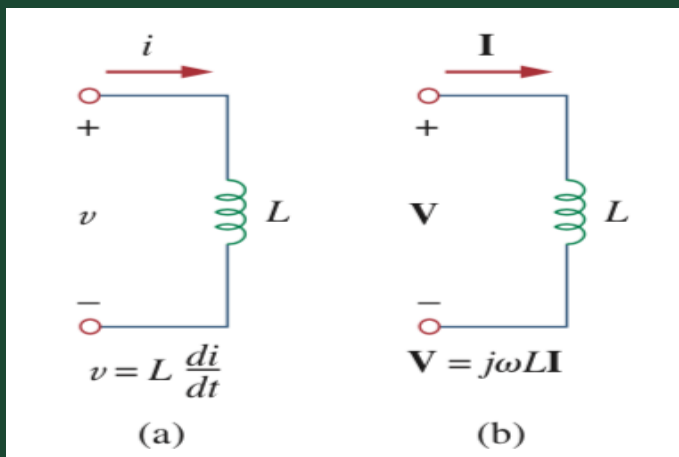 i I
+ +
v L V L
− −
v = L di/dt V = jωLI
(a) (b)